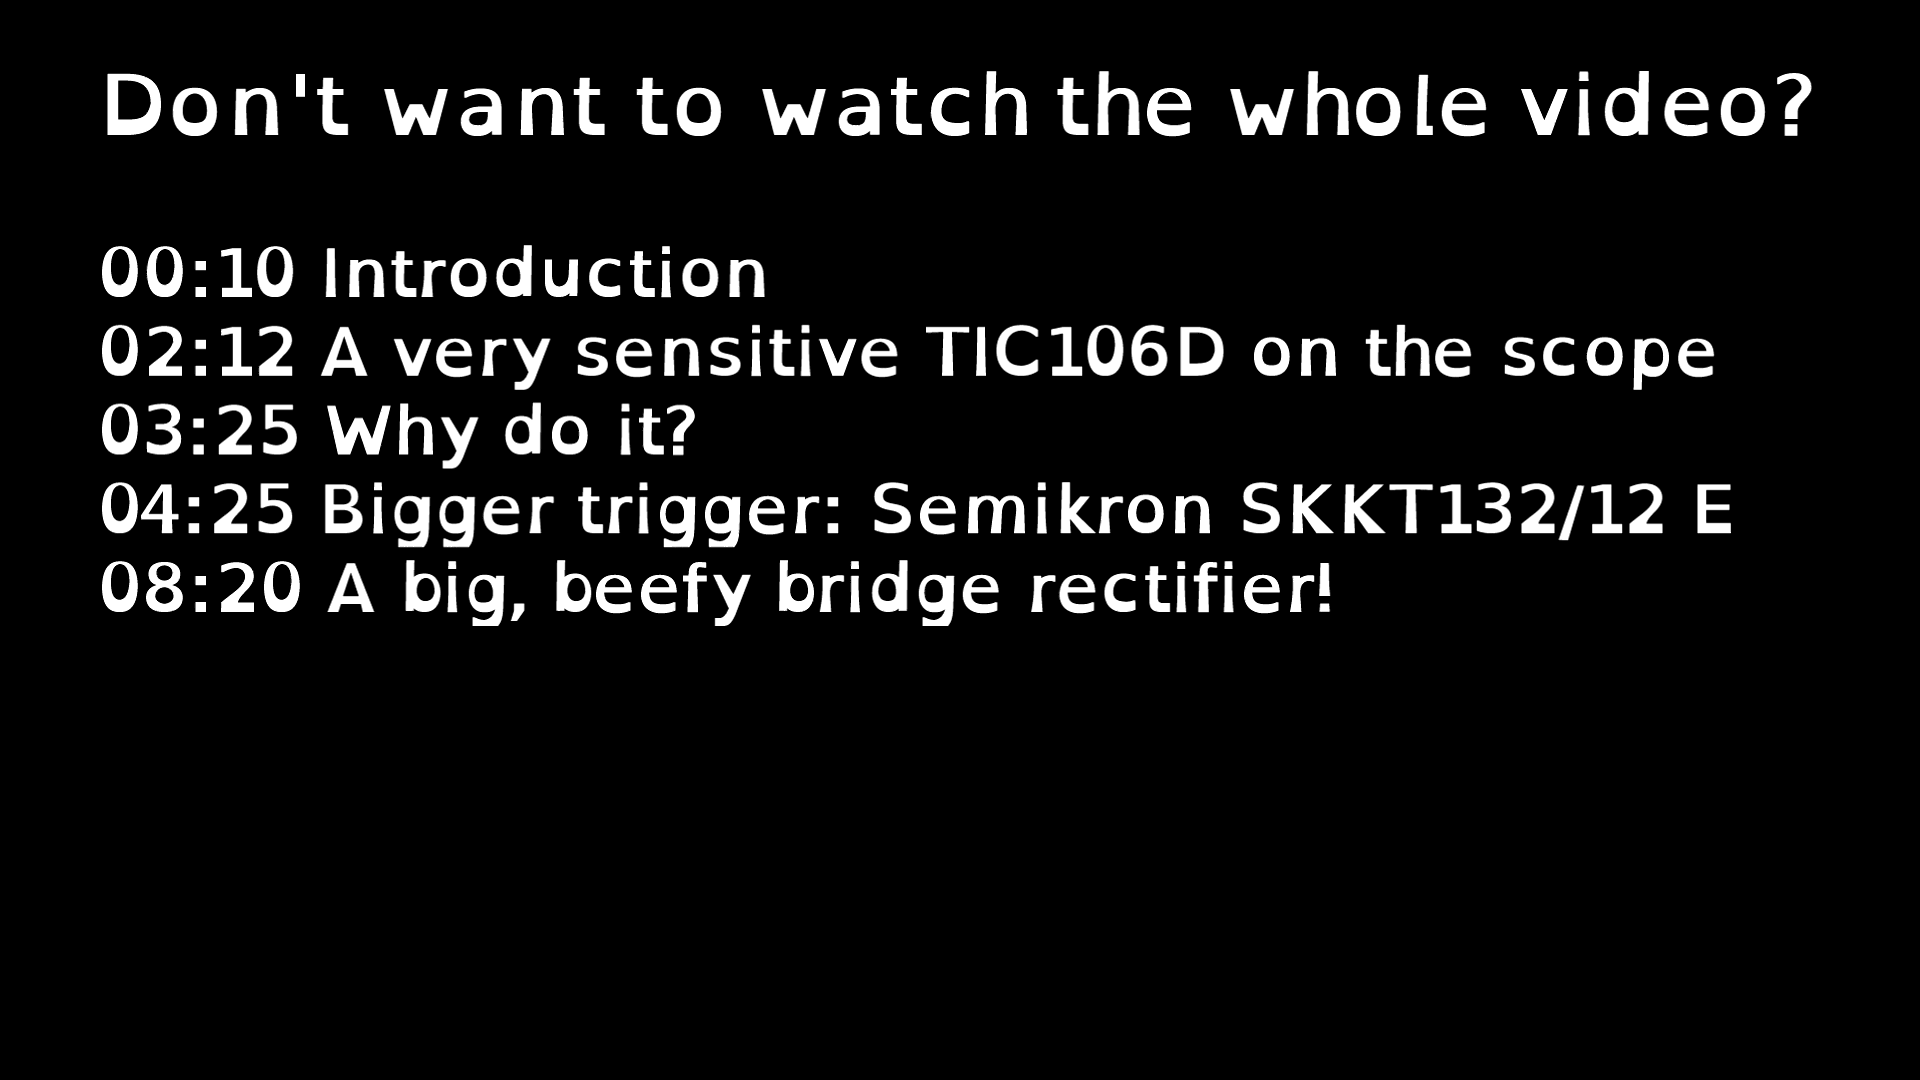 Don't want to watch the whole video?
00:10 Introduction
02:12 A very sensitive TIC106D on the scope
03:25 Why do it?
04:25 Bigger trigger: Semikron SKKT132/12 E
08:20 A big, beefy bridge rectifier!